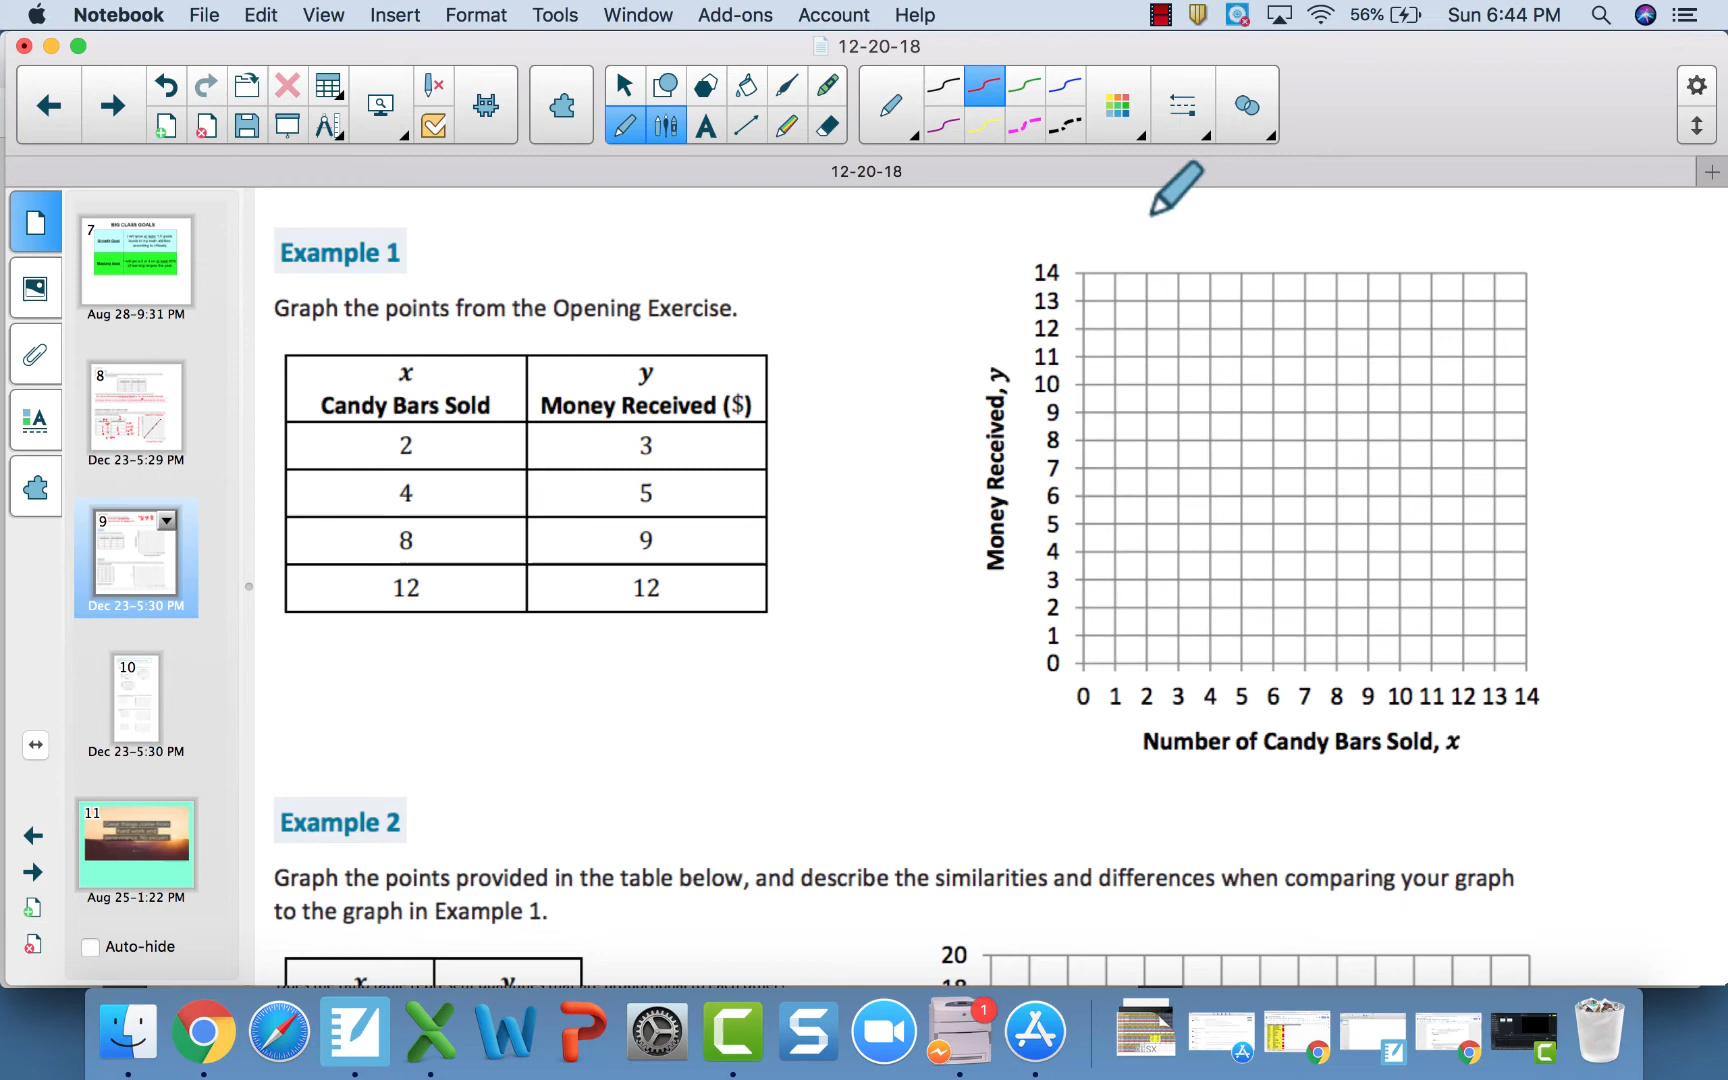 Notebook File Edit View Insert Format Tools Window Add-ons Account Help 56% Sun 6:44 PM
12-20-18
12-20-18
7
BIG CLASS GOALS
Aug 28-9:31 PM
8
Dec 23-5:29 PM
9
Dec 23-5:30 PM
10
Dec 23-5:30 PM
11
Aug 25-1:22 PM
Auto-hide
Example 1
Graph the points from the Opening Exercise.
x y
Candy Bars Sold Money Received ($)
2 3
4 5
8 9
12 12
Money Received, y
14
13
12
11
10
9
8
7
6
5
4
3
2
1
0
0 1 2 3 4 5 6 7 8 9 10 11 12 13 14
Number of Candy Bars Sold, x
Example 2
Graph the points provided in the table below, and describe the similarities and differences when comparing your graph
to the graph in Example 1.
x y
20
18
1